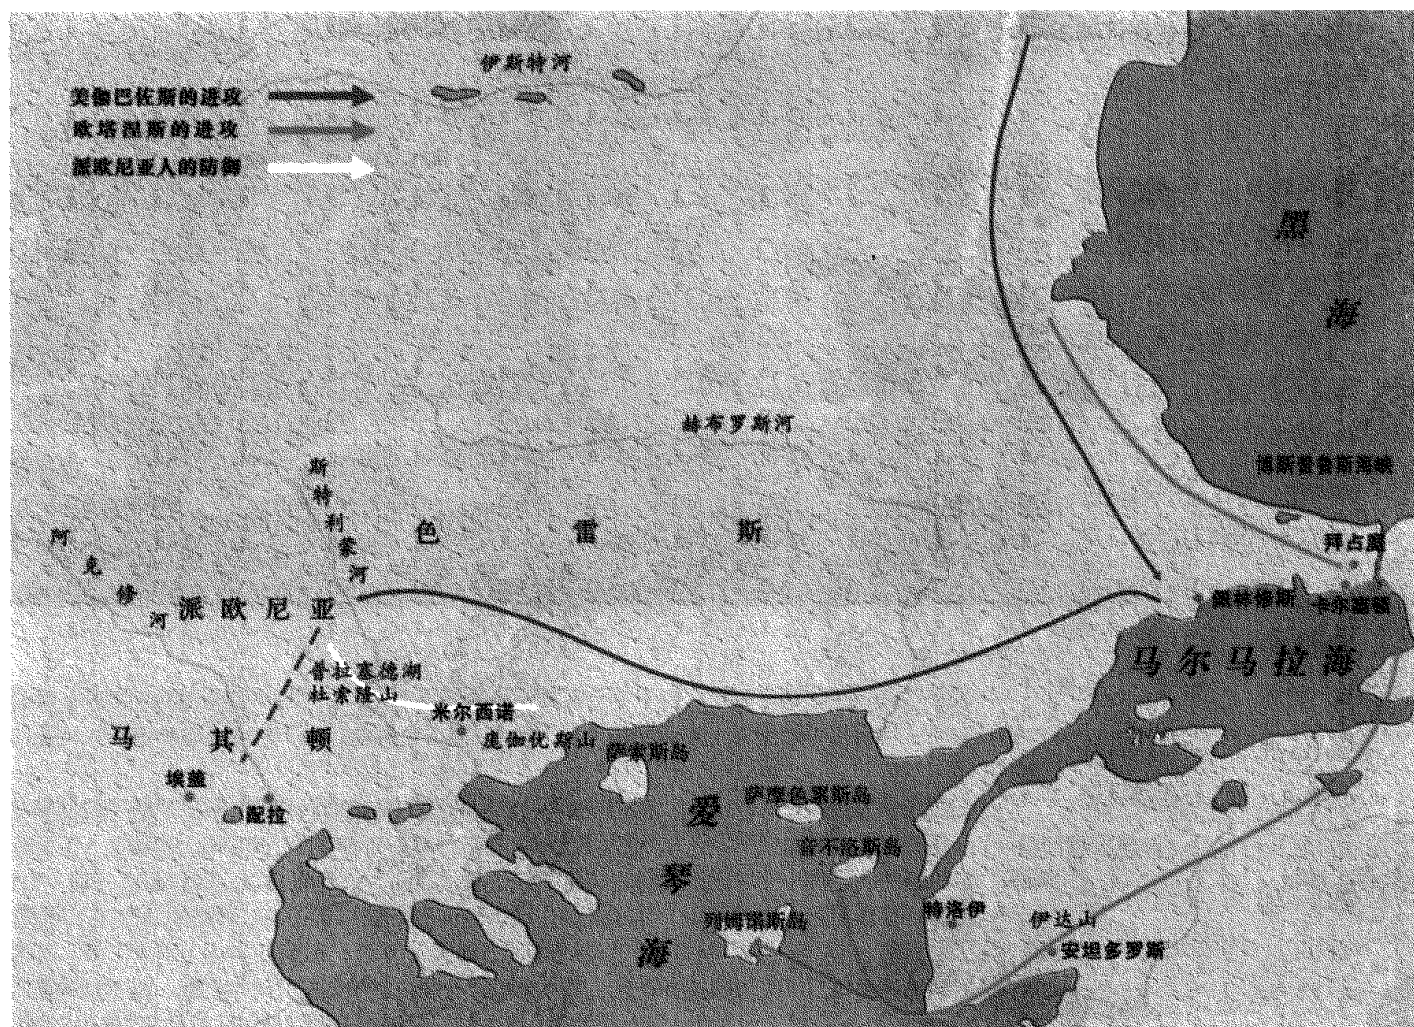 伊斯特河
美伽巴佐斯的进攻
欧塔涅斯的进攻
派欧尼亚人的防御
黑海
赫布罗斯河
博斯普鲁斯海峡
斯特利蒙河
色雷斯
阿克修河
拜占庭
派欧尼亚
佩林修斯
卡尔塞顿
马尔马拉海
普拉塞德湖
杜索隆山
米尔西诺
马其顿
庞伽优斯山
萨索斯岛
埃盖
萨摩色雷斯岛
配拉
爱琴海
音不洛斯岛
列姆诺斯岛
特洛伊
伊达山
安坦多罗斯